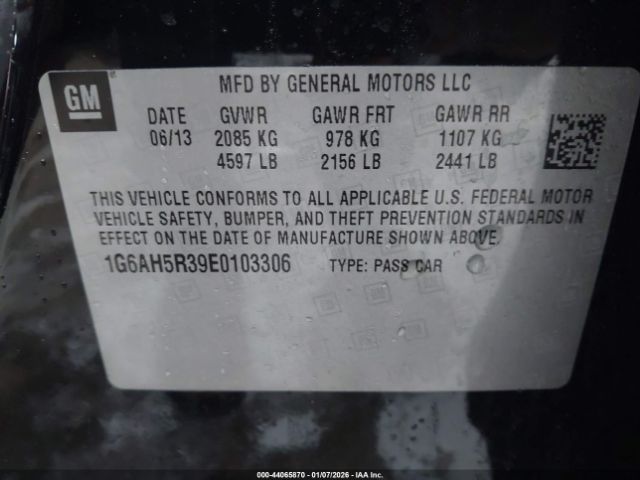 GM
MFD BY GENERAL MOTORS LLC
DATE GVWR GAWR FRT GAWR RR
06/13 2085 KG 978 KG 1107 KG
4597 LB 2156 LB 2441 LB
THIS VEHICLE CONFORMS TO ALL APPLICABLE U.S. FEDERAL MOTOR
VEHICLE SAFETY, BUMPER, AND THEFT PREVENTION STANDARDS IN
EFFECT ON THE DATE OF MANUFACTURE SHOWN ABOVE.
1G6AH5R39E0103306 TYPE: PASS CAR
000-44065870 | 01/07/2026 | IAA Inc.